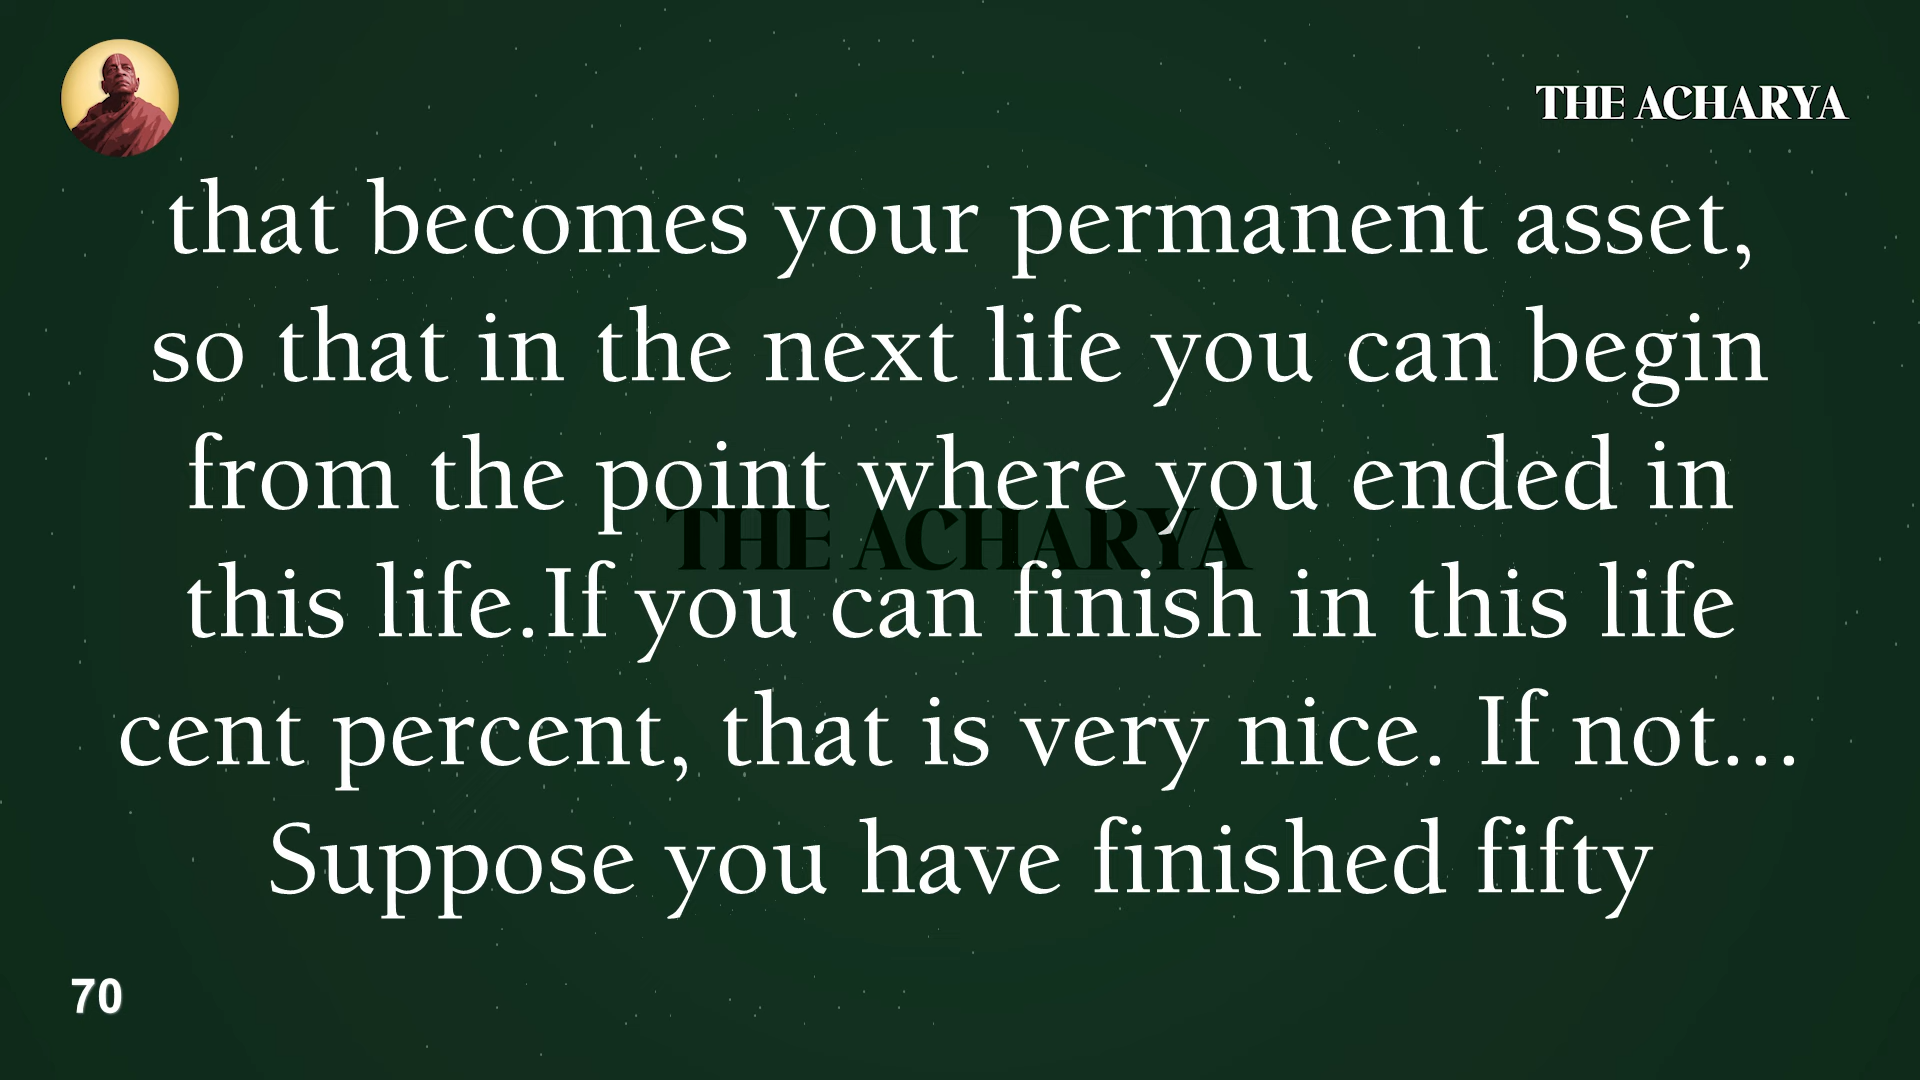 THE ACHARYA
that becomes your permanent asset,
so that in the next life you can begin
from the point where you ended in
THE ACHARYA
this life.If you can finish in this life
cent percent, that is very nice. If not...
Suppose you have finished fifty
70